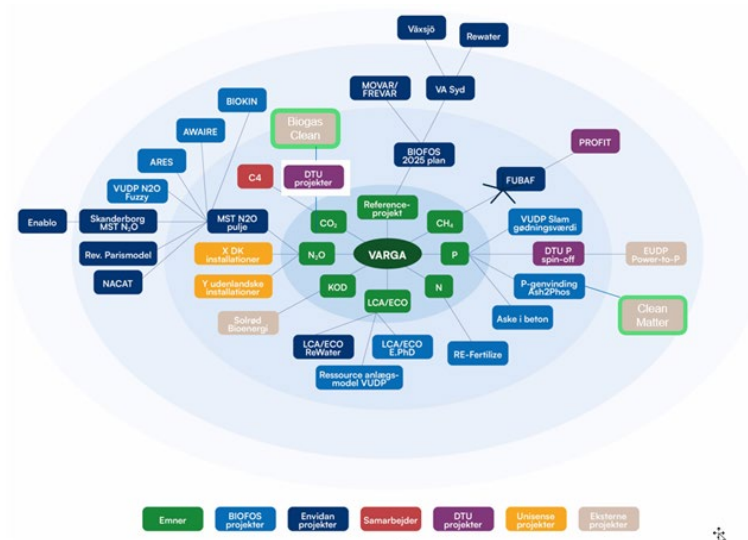 Växsjö
Rewater
MOVAR/
FREVAR
VA Syd
BIOKIN
Biogas
Clean
AWAIRE
BIOFOS
2025 plan
PROFIT
ARES
C4
DTU
projekter
FUBAF
VUDP N2O
Fuzzy
Reference-
projekt
Enablo
Skanderborg
MST N₂O
MST N2O
pulje
CO₂
CH₄
VUDP Slam
gødningsværdi
Rev. Parismodel
X DK
installationer
N₂O
VARGA
P
DTU P
spin-off
EUDP
Power-to-P
NACAT
Y udenlandske
installationer
KOD
N
P-genvinding
Ash2Phos
LCA/ECO
Clean
Matter
Solrød
Bioenergi
Aske i beton
LCA/ECO
ReWater
LCA/ECO
E.PhD
RE-Fertilize
Ressource anlægs-
model VUDP
Emner
BIOFOS
projekter
Envidan
projekter
Samarbejder
DTU
projekter
Unisense
projekter
Eksterne
projekter